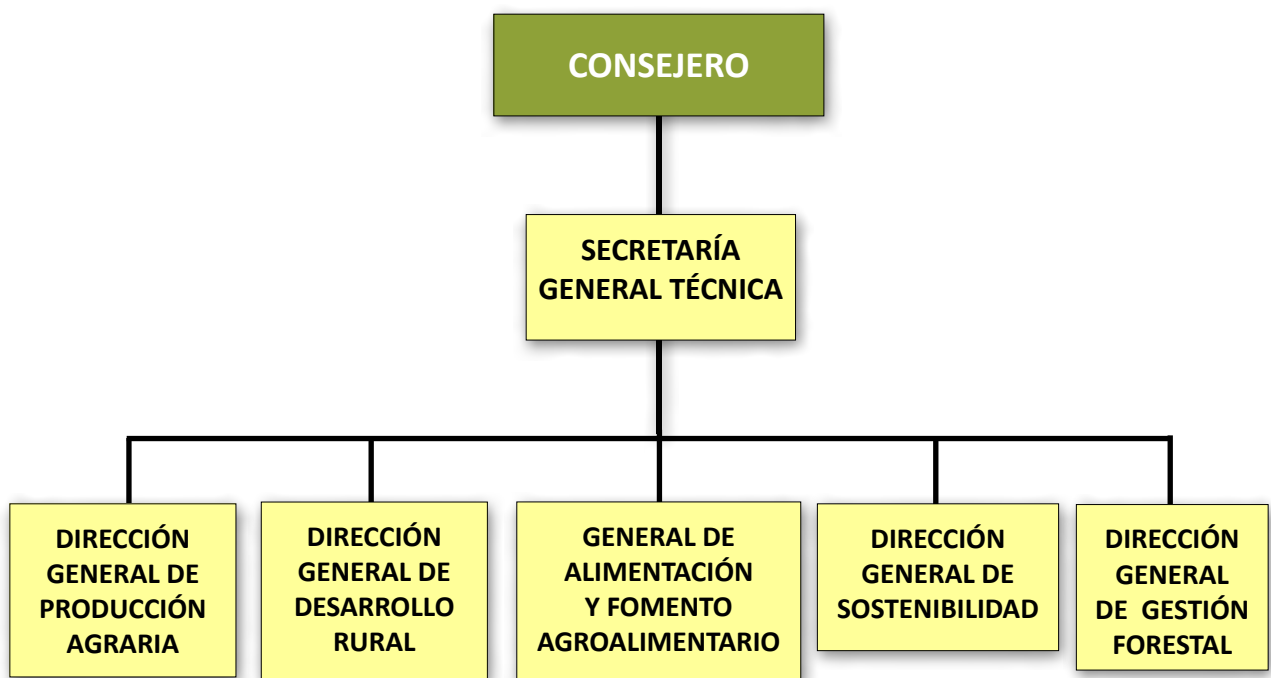 CONSEJERO
SECRETARÍA
GENERAL TÉCNICA
DIRECCIÓN
GENERAL DE
PRODUCCIÓN
AGRARIA
DIRECCIÓN
GENERAL DE
DESARROLLO
RURAL
GENERAL DE
ALIMENTACIÓN
Y FOMENTO
AGROALIMENTARIO
DIRECCIÓN
GENERAL DE
SOSTENIBILIDAD
DIRECCIÓN
GENERAL
DE GESTIÓN
FORESTAL